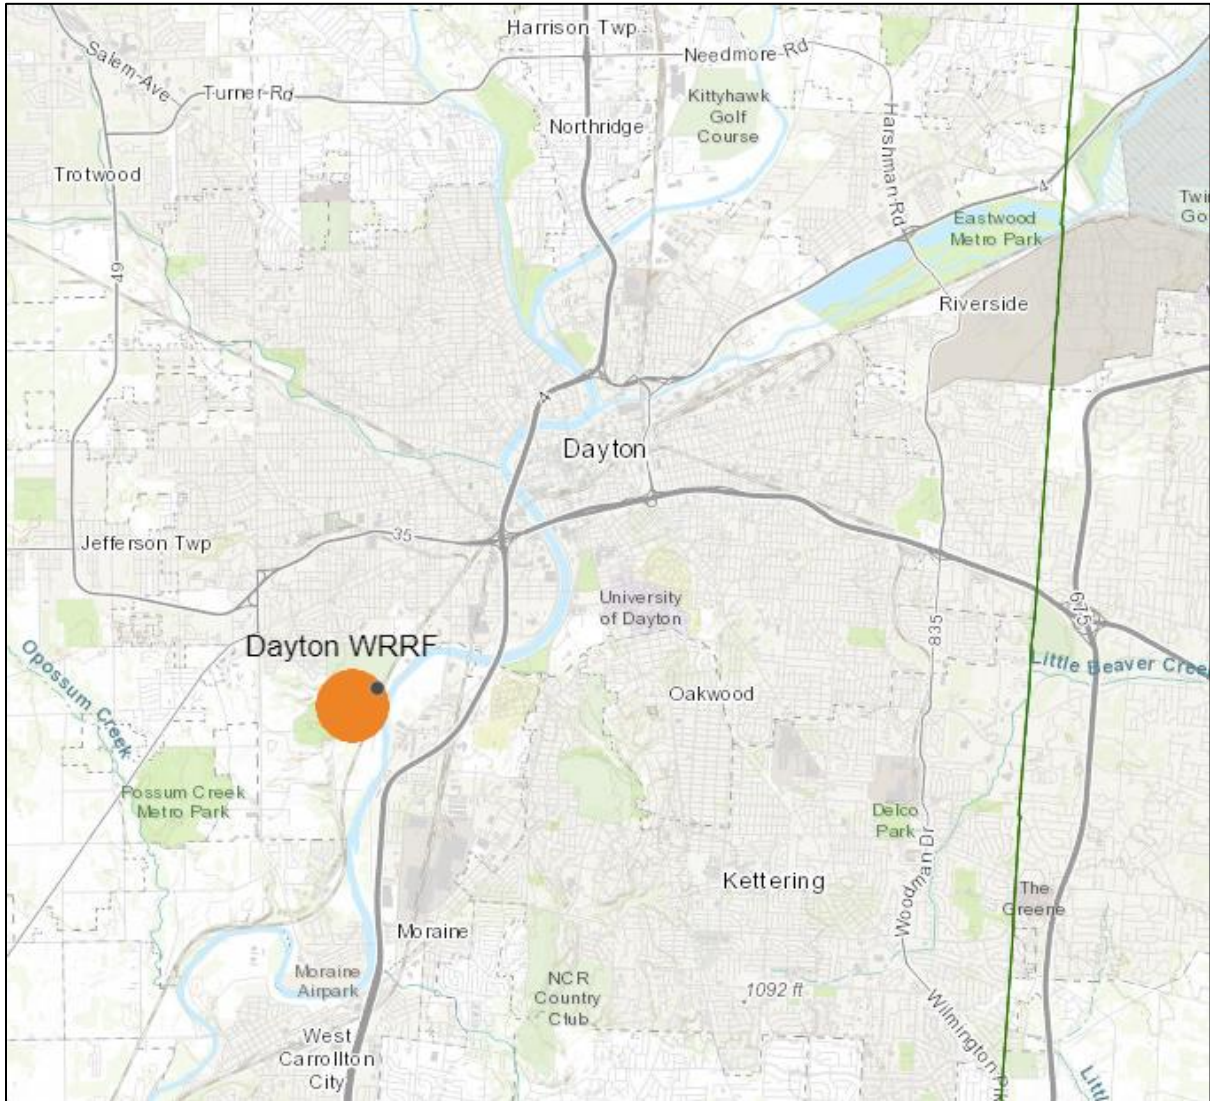 Harrison Twp
Needmore-Rd
Salem-Ave
Turner-Rd
Kittyhawk
Golf
Course
Northridge
Harshman-Rd
Trotwood
4
Eastwood
Metro Park
49
Riverside
4
Dayton
35
Jefferson Twp
University
of Dayton
675
835
Dayton WRRF
Little Beaver Creek
Opossum Creek
Oakwood
Possum Creek
Metro Park
Delco
Park
Kettering
Woodman-Dr
The
Greene
Moraine
Moraine
Airpark
NCR
Country
Club
1092 ft
West
Carrollton
City